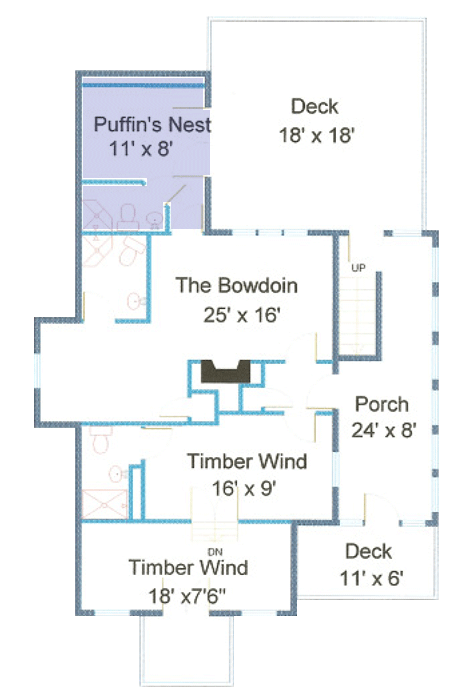 Deck
18' x 18'
Puffin's Nest
11' x 8'
UP
The Bowdoin
25' x 16'
Porch
24' x 8'
Timber Wind
16' x 9'
DN
Timber Wind
18' x7'6"
Deck
11' x 6'